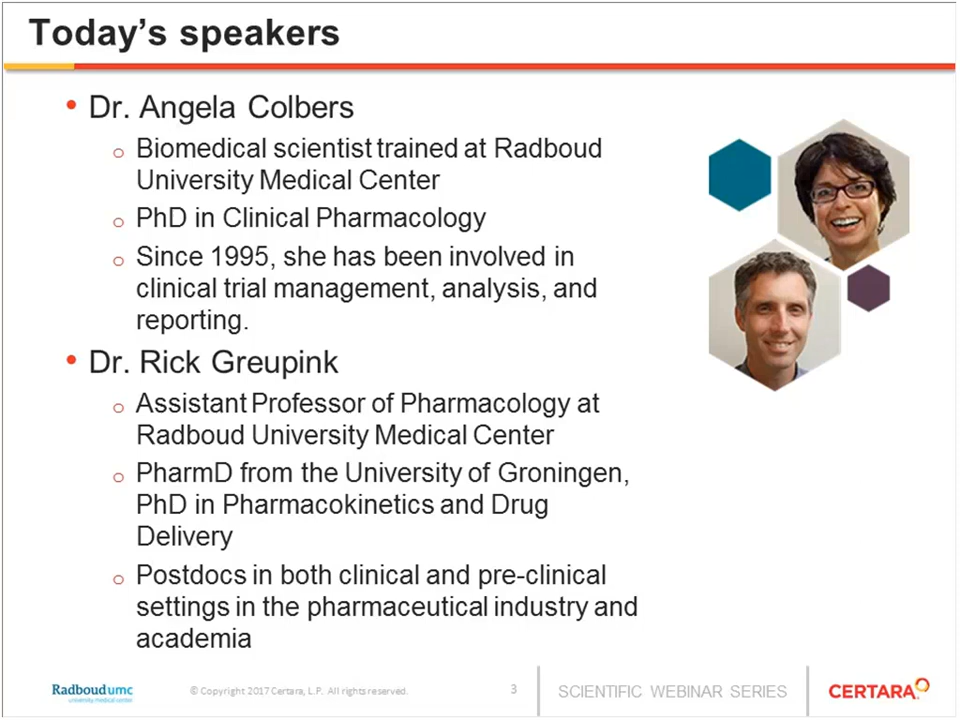 Today's speakers
• Dr. Angela Colbers
o Biomedical scientist trained at Radboud
University Medical Center
o PhD in Clinical Pharmacology
o Since 1995, she has been involved in
clinical trial management, analysis, and
reporting.
• Dr. Rick Greupink
o Assistant Professor of Pharmacology at
Radboud University Medical Center
o PharmD from the University of Groningen,
PhD in Pharmacokinetics and Drug
Delivery
o Postdocs in both clinical and pre-clinical
settings in the pharmaceutical industry and
academia
Radboudumc
university medical center
© Copyright 2017 Certara, L.P. All rights reserved.
3
SCIENTIFIC WEBINAR SERIES
CERTARA